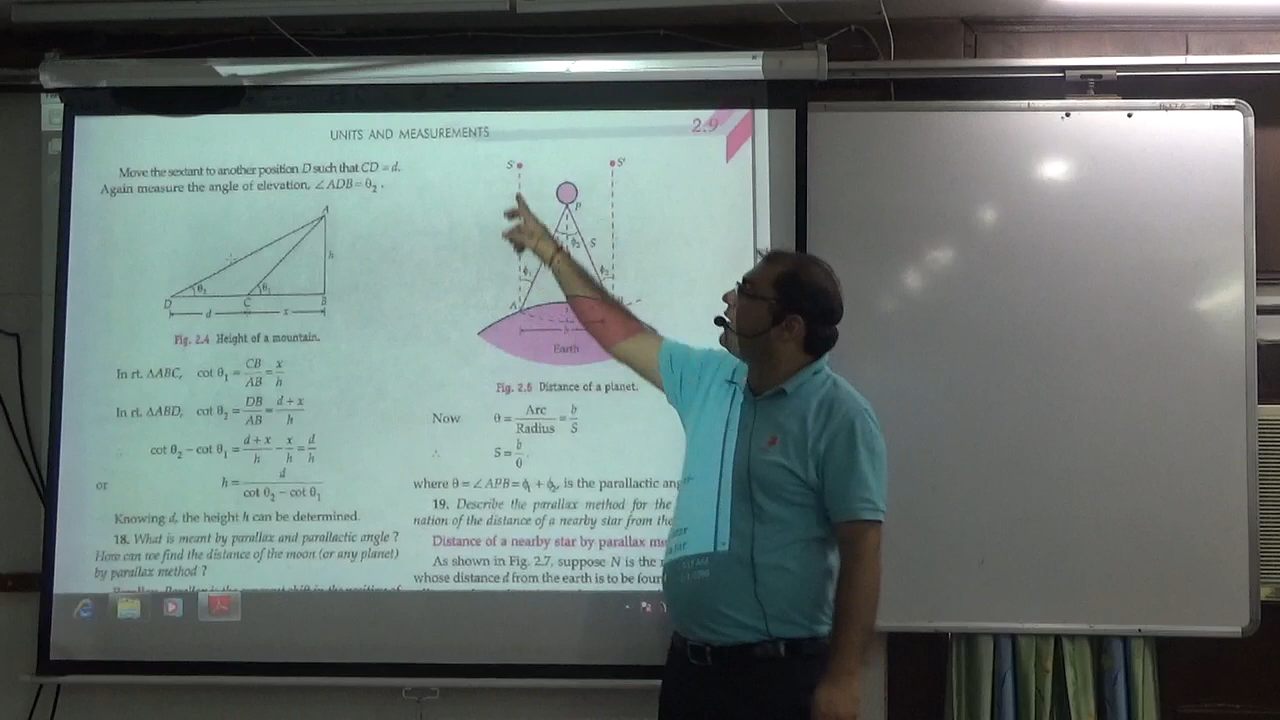 UNITS AND MEASUREMENTS
2.9
Move the sextant to another position D such that CD = d.
Again measure the angle of elevation, ∠ADB = θ₂.
A
h
D
θ₂
C
θ₁
B
d
x
Fig. 2.4 Height of a mountain.
In rt. ΔABC, cot θ₁ = CB/AB = x/h
In rt. ΔABD, cot θ₂ = DB/AB = d + x/h
∴ cot θ₂ − cot θ₁ = d + x/h − x/h = d/h
or h = d/cot θ₂ − cot θ₁
Knowing d, the height h can be determined.
18. What is meant by parallax and parallactic angle ?
How can we find the distance of the moon (or any planet)
by parallax method ?
S'
S'
P
ϕ₂
S
ϕ₁
ϕ₂
A
b
Earth
Fig. 2.6 Distance of a planet.
Now θ = Arc/Radius = b/S
∴ S = b/θ.
where θ = ∠APB = ϕ₁ + ϕ₂, is the parallactic
19. Describe the parallax method for the
nation of the distance of a nearby star from the
Distance of a nearby star by parallax
As shown in Fig. 2.7, suppose N is the
whose distance d from the earth is to be